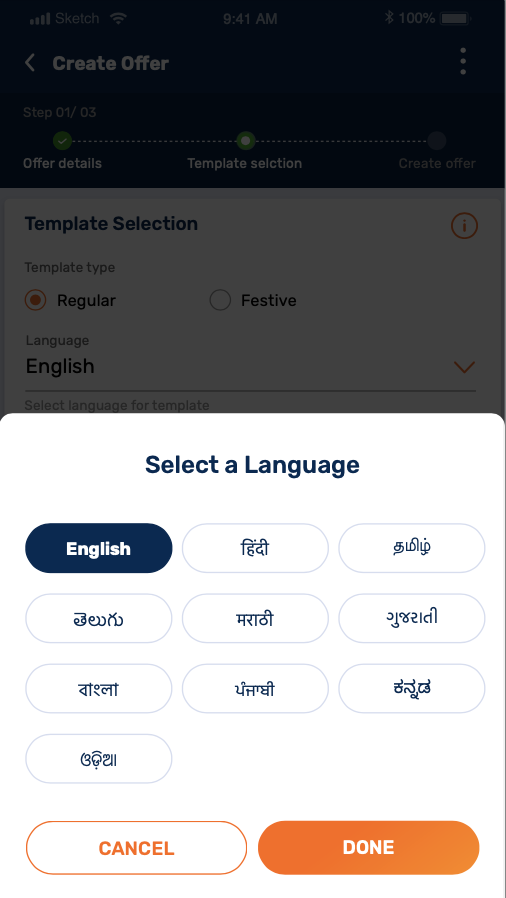 Sketch 9:41 AM 100%
Create Offer
Step 01/ 03
Offer details Template selction Create offer
Template Selection
Template type
Regular Festive
Language
English
Select language for template
Select a Language
English हिंदी தமிழ்
తెలుగు मराठी ગુજરાતી
বাংলা ਪੰਜਾਬੀ ಕನ್ನಡ
ଓଡ଼ିଆ
CANCEL DONE